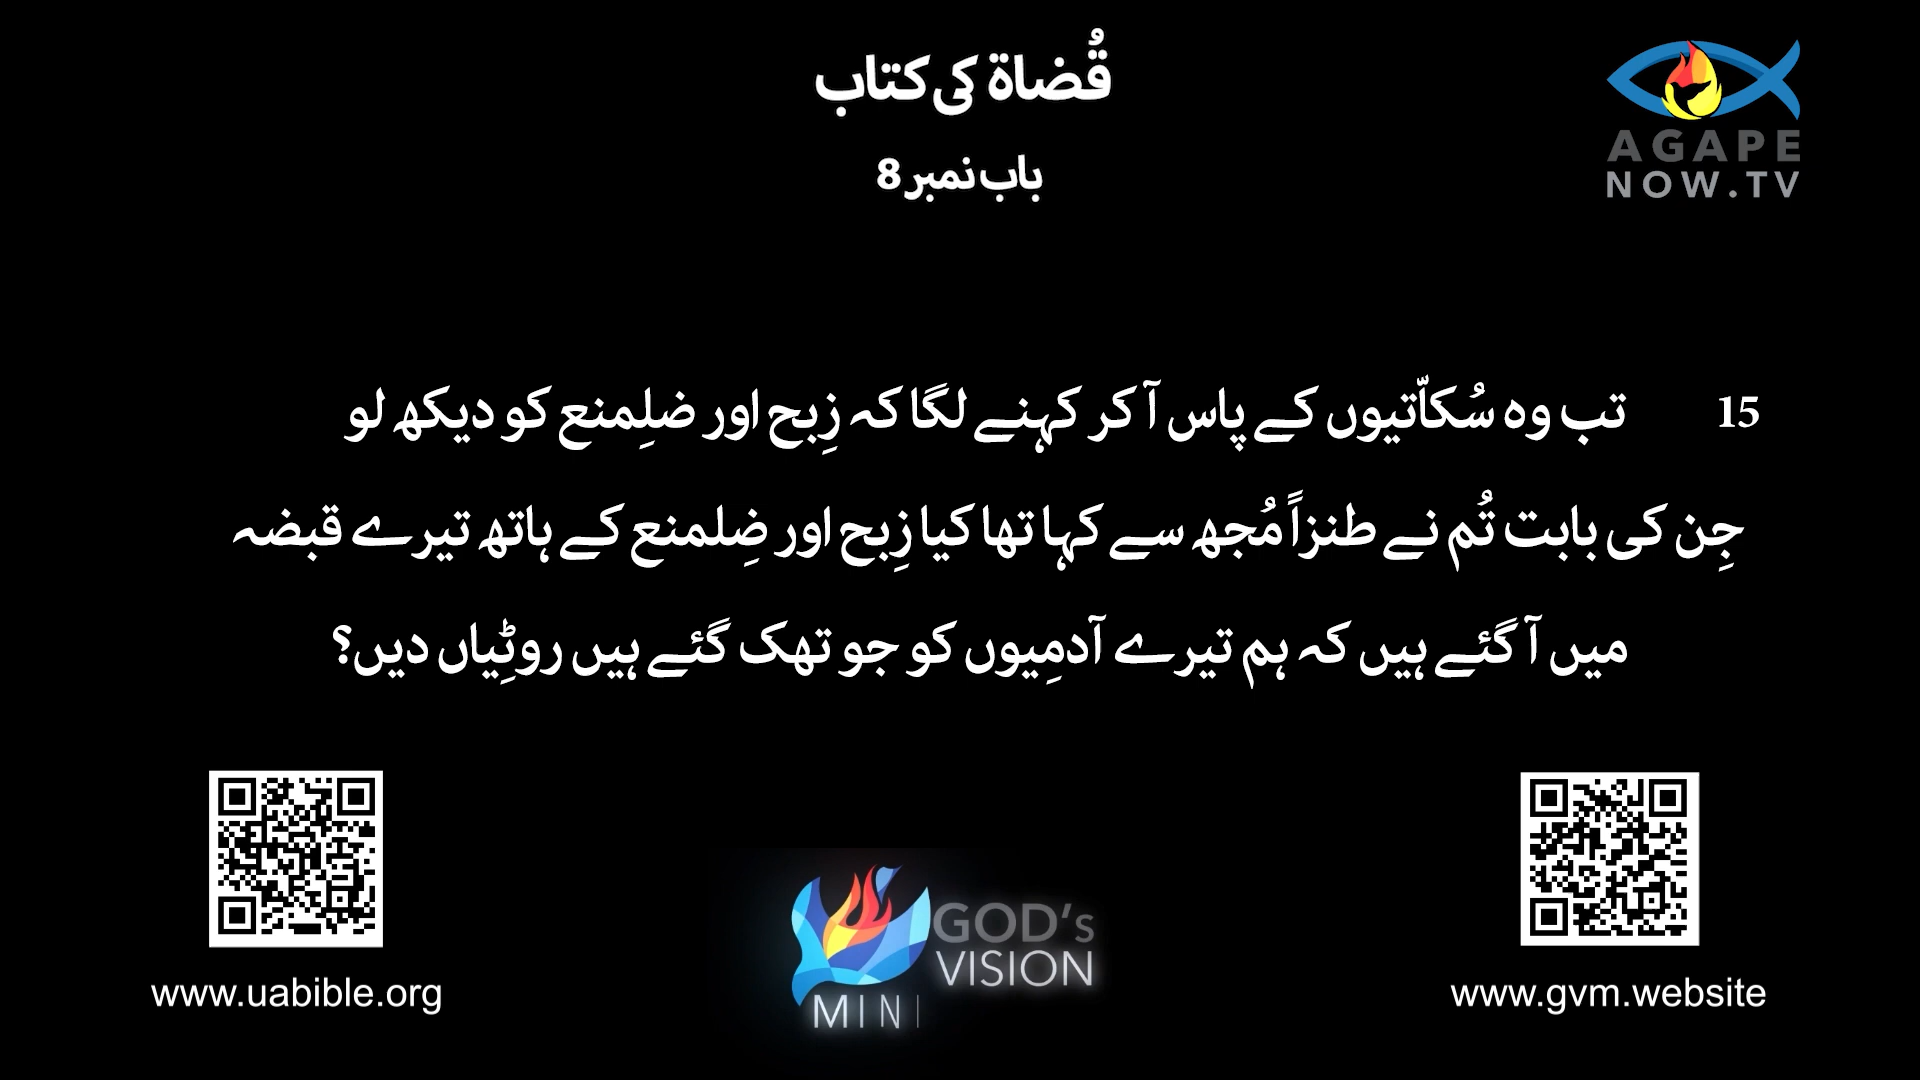 قُضاۃ کی کتاب
باب نمبر 8
AGAPE
NOW.TV
15 تب وہ سُکاّتیوں کے پاس آ کر کہنے لگا کہ زِبح اور ضلِمنع کو دیکھ لو
جِن کی بابت تُم نے طنزاً مُجھ سے کہا تھا کیا زِبح اور ضِلمنع کے ہاتھ تیرے قبضہ
میں آ گئے ہیں کہ ہم تیرے آدمِیوں کو جو تھک گئے ہیں روٹِیاں دیں؟
www.uabible.org
GOD's
VISION
MINI
www.gvm.website